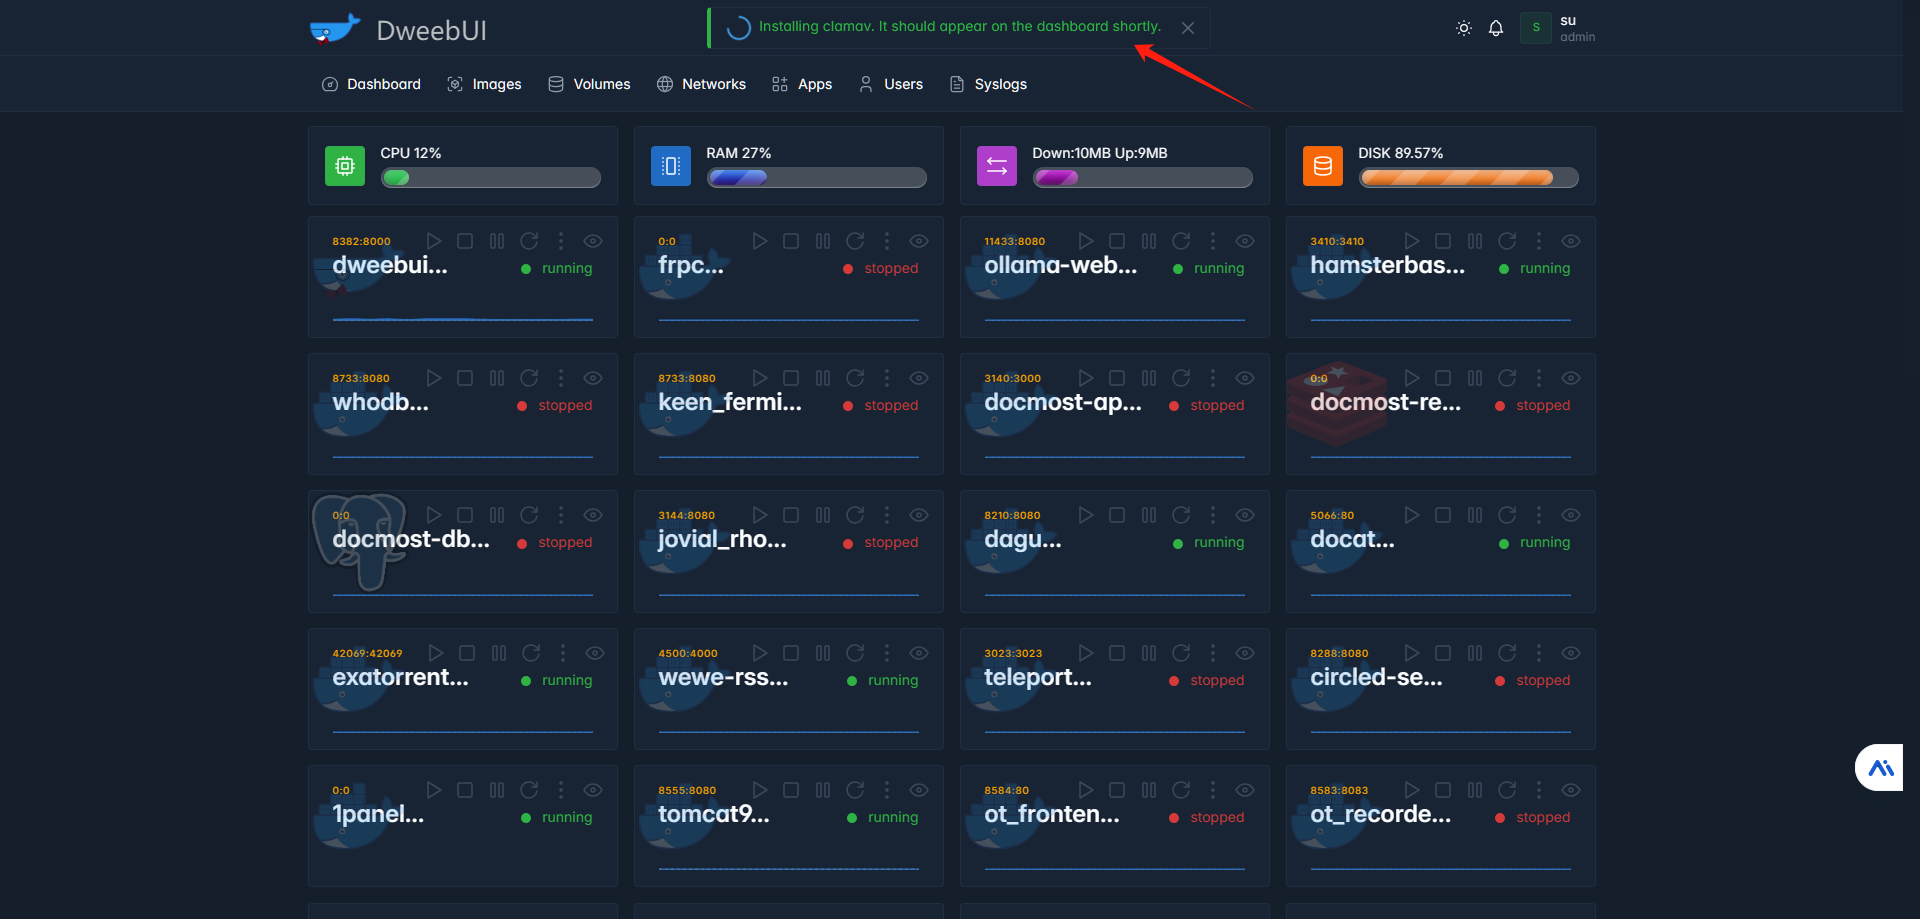 DweebUI
Installing clamav. It should appear on the dashboard shortly.
S
su
admin
Dashboard Images Volumes Networks Apps Users Syslogs
CPU 12%
RAM 27%
Down:10MB Up:9MB
DISK 89.57%
8382:8000
dweebui...
running
0:0
frpc...
stopped
11433:8080
ollama-web...
running
3410:3410
hamsterbas...
running
8733:8080
whodb...
stopped
8733:8080
keen_fermi...
stopped
3140:3000
docmost-ap...
stopped
0:0
docmost-re...
stopped
0:0
docmost-db...
stopped
3144:8080
jovial_rho...
stopped
8210:8080
dagu...
running
5066:80
docat...
running
42069:42069
exatorrent...
running
4500:4000
wewe-rss...
running
3023:3023
teleport...
stopped
8288:8080
circled-se...
stopped
0:0
1panel...
running
8555:8080
tomcat9...
running
8584:80
ot_fronten...
stopped
8583:8083
ot_recorde...
stopped